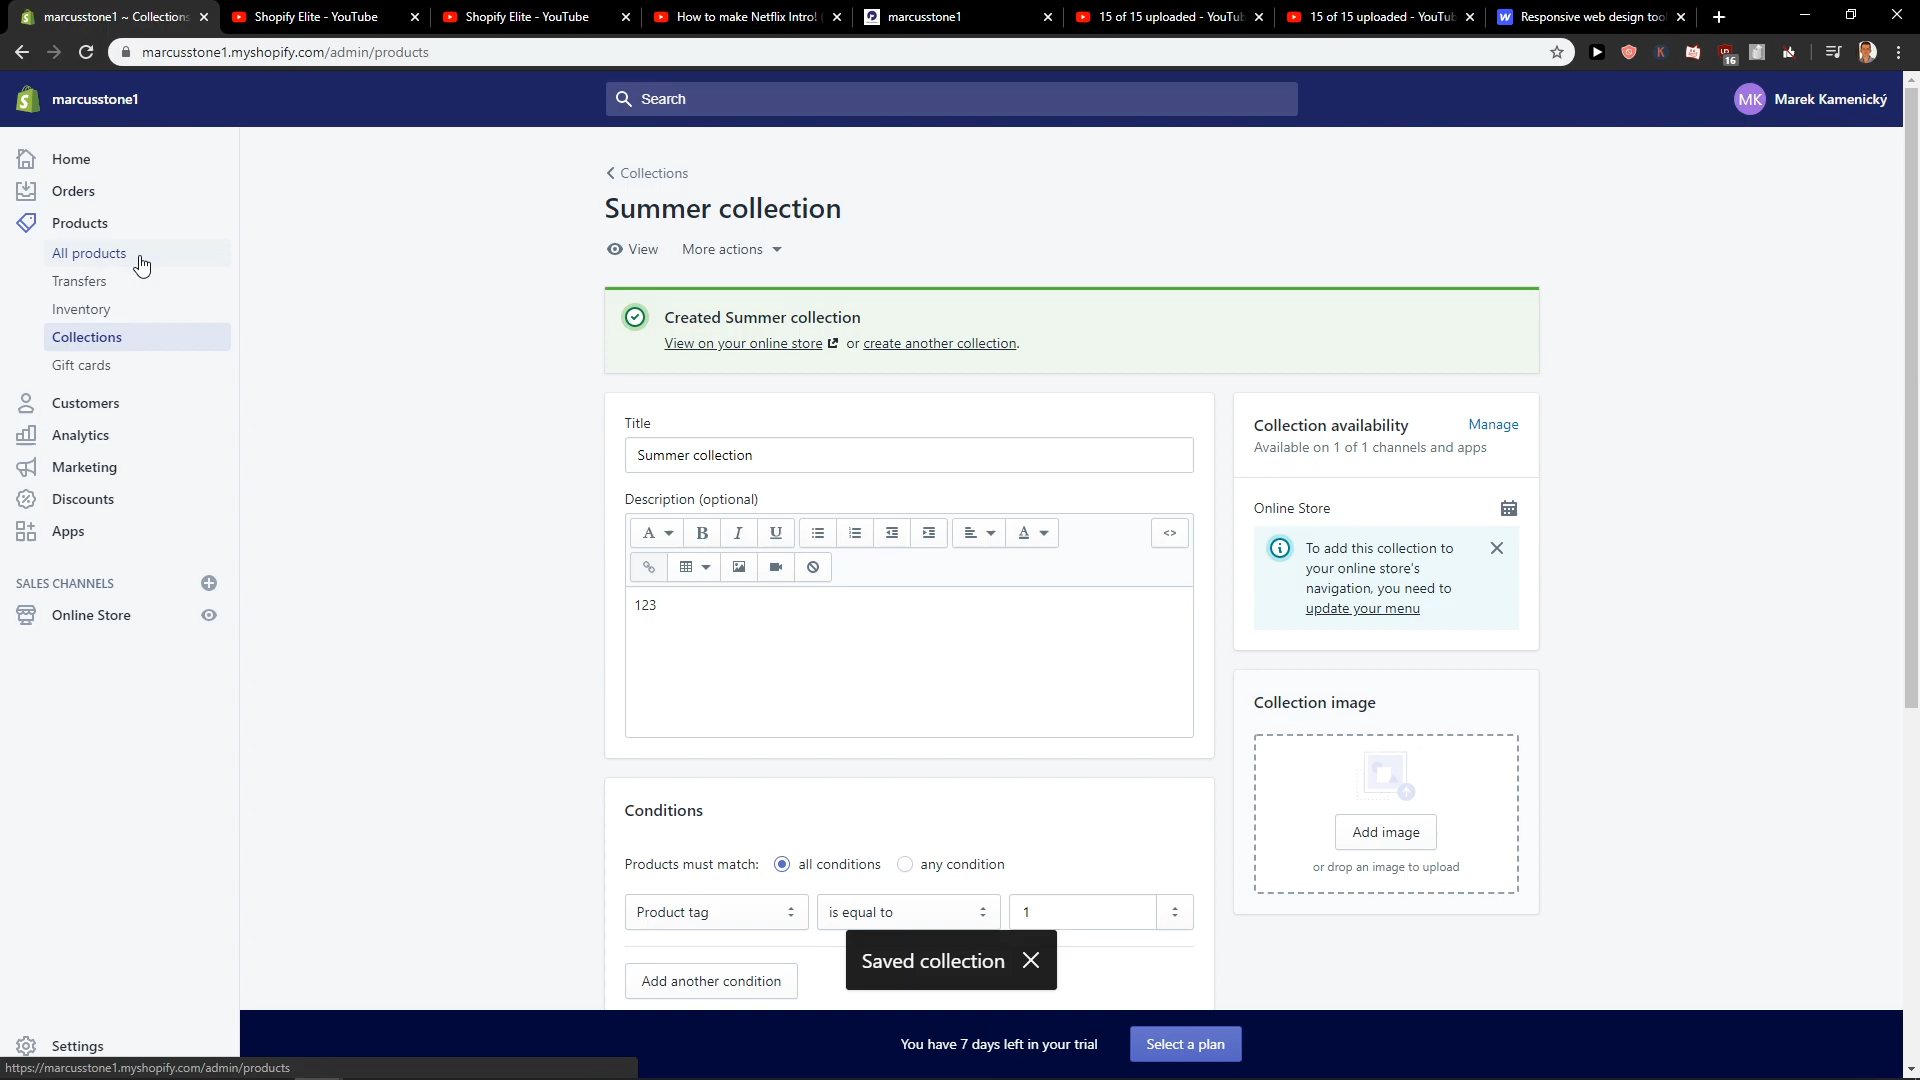 marcusstone1 ~ Collections
Shopify Elite - YouTube
Shopify Elite - YouTube
How to make Netflix Intro!
marcusstone1
15 of 15 uploaded - YouTu
15 of 15 uploaded - YouTu
Responsive web design too
marcusstone1.myshopify.com/admin/products
16
marcusstone1
Search
MK
Marek Kamenický
Home
Orders
Products
All products
Transfers
Inventory
Collections
Gift cards
Customers
Analytics
Marketing
Discounts
Apps
SALES CHANNELS
Online Store
Settings
Collections
Summer collection
View
More actions
Created Summer collection
View on your online store or create another collection.
Title
Summer collection
Description (optional)
A B I U A <>
123
Conditions
Products must match: all conditions any condition
Product tag
is equal to
1
Add another condition
Saved collection
Collection availability
Manage
Available on 1 of 1 channels and apps
Online Store
To add this collection to
your online store's
navigation, you need to
update your menu
Collection image
Add image
or drop an image to upload
You have 7 days left in your trial
Select a plan
https://marcusstone1.myshopify.com/admin/products